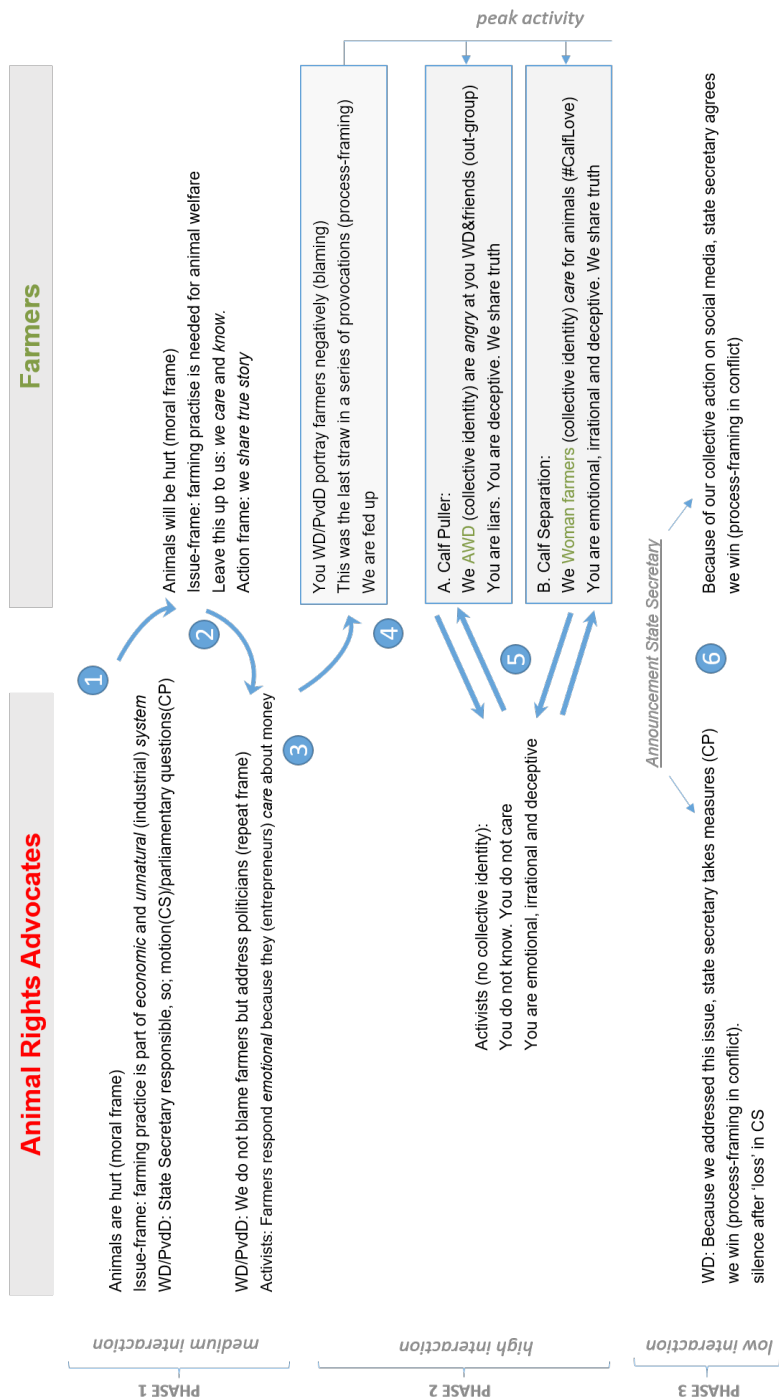 Animal Rights Advocates
Farmers
PHASE 1
medium interaction
Animals are hurt (moral frame)
Issue-frame: farming practice is part of economic and unnatural (industrial) system
WD/PvdD: State Secretary responsible, so; motion(CS)/parliamentary questions(CP)
1
Animals will be hurt (moral frame)
Issue-frame: farming practise is needed for animal welfare
Leave this up to us: we care and know.
Action frame: we share true story
2
WD/PvdD: We do not blame farmers but address politicians (repeat frame)
Activists: Farmers respond emotional because they (entrepreneurs) care about money
3
PHASE 2
high interaction
You WD/PvdD portray farmers negatively (blaming)
This was the last straw in a series of provocations (process-framing)
We are fed up
4
peak activity
Activists (no collective identity):
You do not know. You do not care
You are emotional, irrational and deceptive
5
A. Calf Puller:
We AWD (collective identity) are angry at you WD&friends (out-group)
You are liars. You are deceptive. We share truth
B. Calf Separation:
We Woman farmers (collective identity) care for animals (#CalfLove)
You are emotional, irrational and deceptive. We share truth
PHASE 3
low interaction
Announcement State Secretary
WD: Because we addressed this issue, state secretary takes measures (CP)
we win (process-framing in conflict).
silence after ‘loss’ in CS
6
Because of our collective action on social media, state secretary agrees
we win (process-framing in conflict)